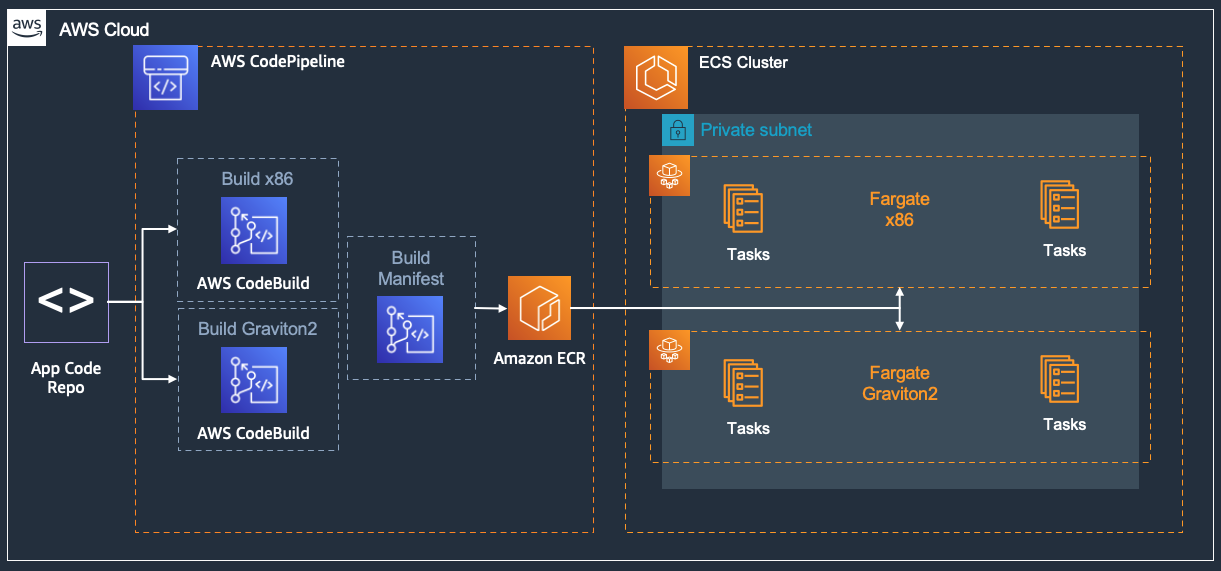 aws
AWS Cloud
AWS CodePipeline
Build x86
</>
AWS CodeBuild
Build Graviton2
AWS CodeBuild
<>
App Code
Repo
Build
Manifest
Amazon ECR
ECS Cluster
Private subnet
Fargate
x86
Tasks
Tasks
Fargate
Graviton2
Tasks
Tasks